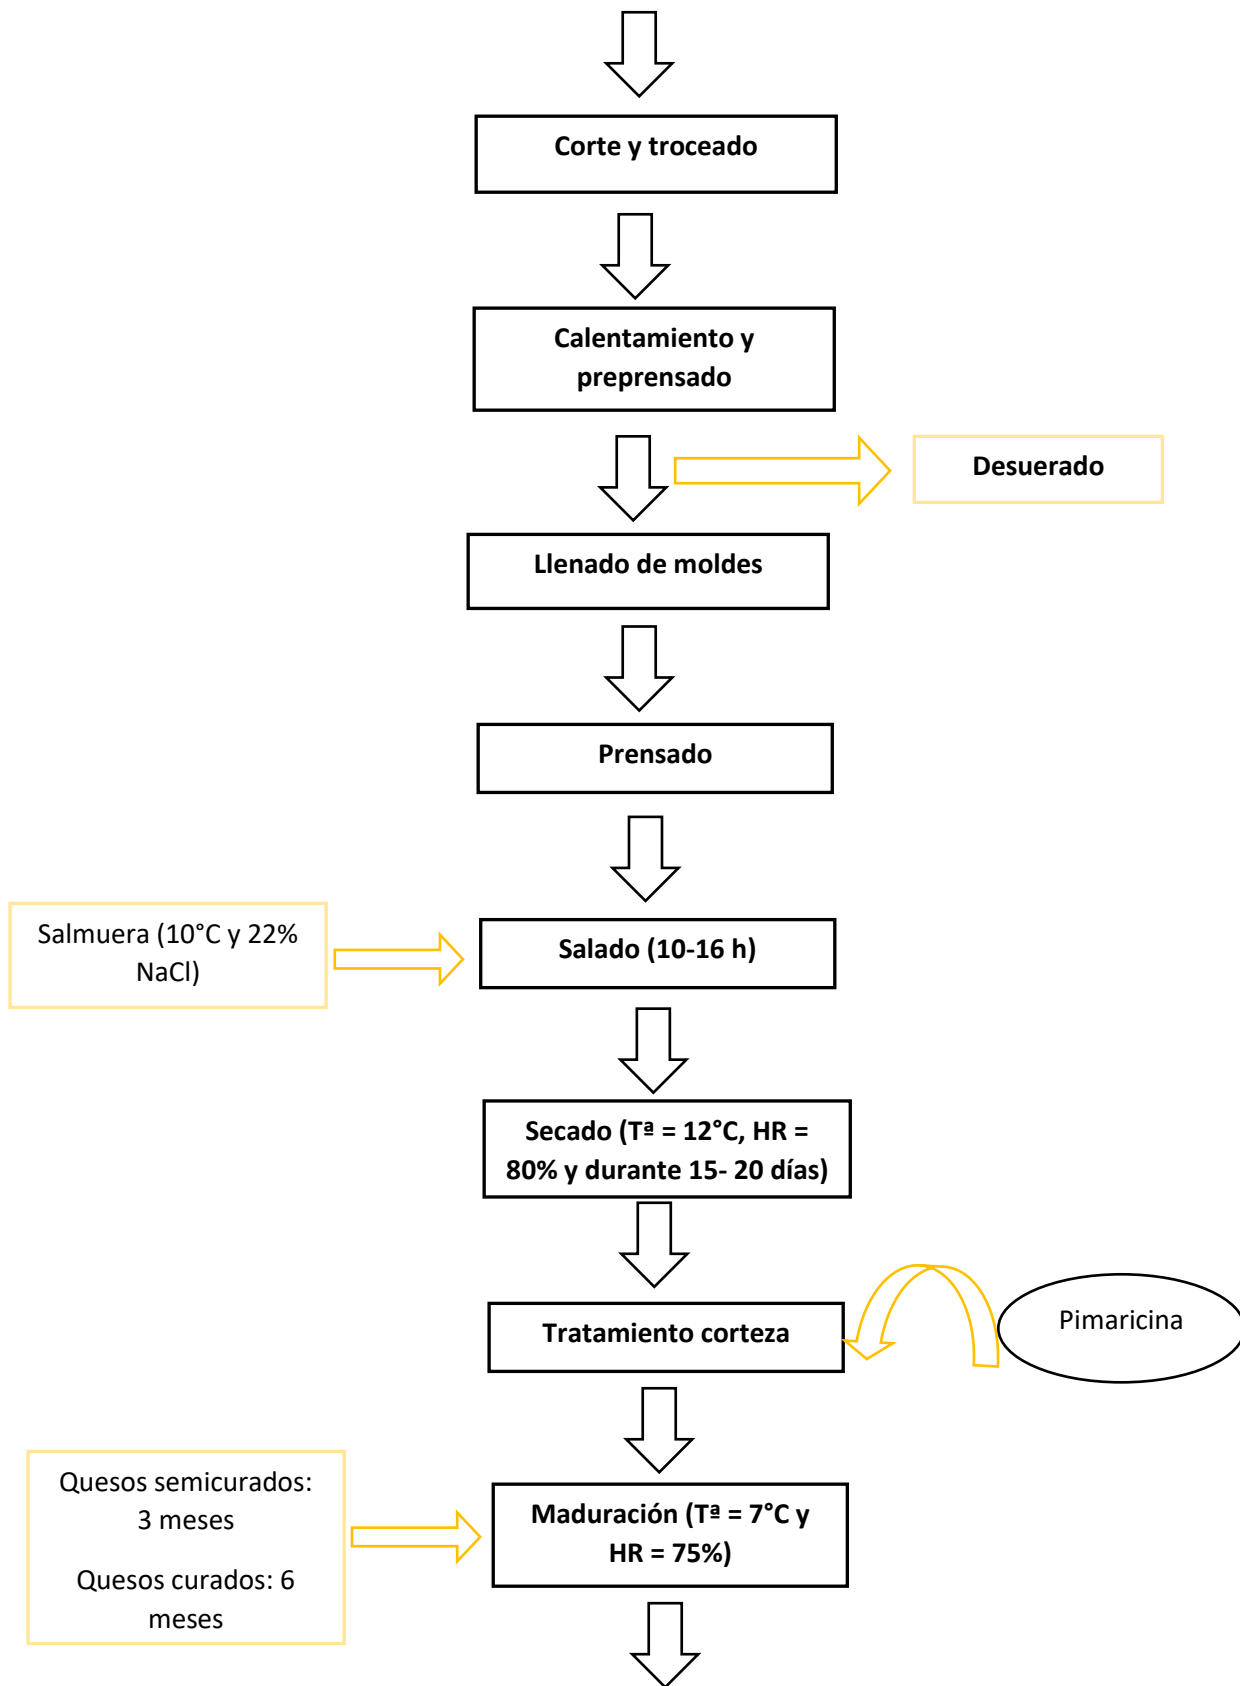 Corte y troceado
Calentamiento y
preprensado
Desuerado
Llenado de moldes
Prensado
Salmuera (10°C y 22%
NaCl)
Salado (10-16 h)
Secado (Tª = 12°C, HR =
80% y durante 15- 20 días)
Tratamiento corteza
Pimaricina
Quesos semicurados:
3 meses
Quesos curados: 6
meses
Maduración (Tª = 7°C y
HR = 75%)